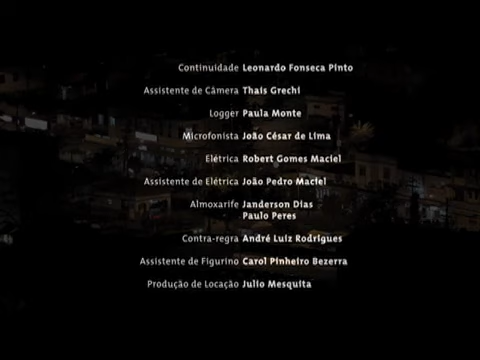 Continuidade Leonardo Fonseca Pinto
Assistente de Câmera Thais Grechi
Logger Paula Monte
Microfonista João César de Lima
Elétrica Robert Gomes Maciel
Assistente de Elétrica João Pedro Maciel
Almoxarife Janderson Dias
Paulo Peres
Contra-regra André Luiz Rodrigues
Assistente de Figurino Carol Pinheiro Bezerra
Produção de Locação Julio Mesquita